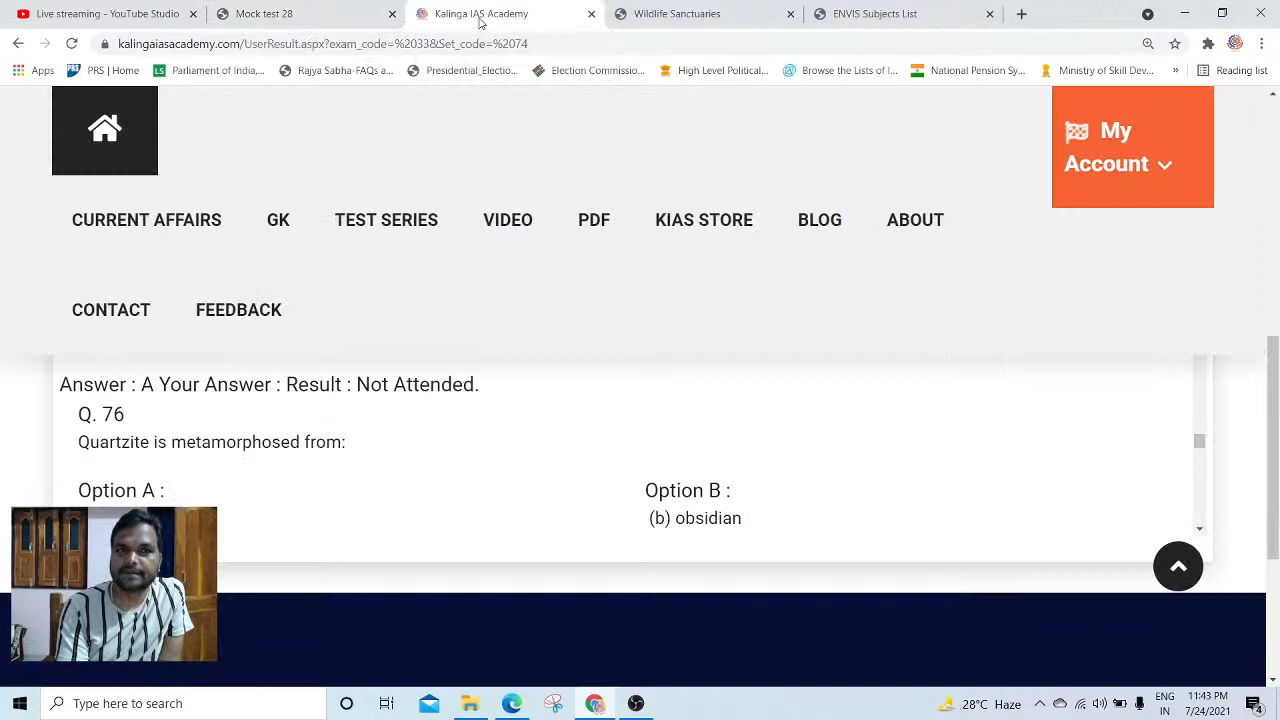 Live streaming - YouTube Studio
Mock test 28
Kalinga IAS Academy
Wildlife Sanctuaries
ENVIS Subjects List
kalingaiasacademy.org/UserResult.aspx?exam_code=%2033&Set_code=%2074
Apps
PRS | Home
Parliament of India,...
Rajya Sabha-FAQs a...
Presidential_Electio...
Election Commissio...
High Level Political...
Browse the Lists of I...
National Pension Sy...
Ministry of Skill Dev...
»
Reading list
My
Account
CURRENT AFFAIRS
GK
TEST SERIES
VIDEO
PDF
KIAS STORE
BLOG
ABOUT
CONTACT
FEEDBACK
Answer : A Your Answer : Result : Not Attended.
Q. 76
Quartzite is metamorphosed from:
Option A :
Option B :
(b) obsidian
Type here to search
28°C Haze
ENG
IN
11:43 PM
7/24/2021
4